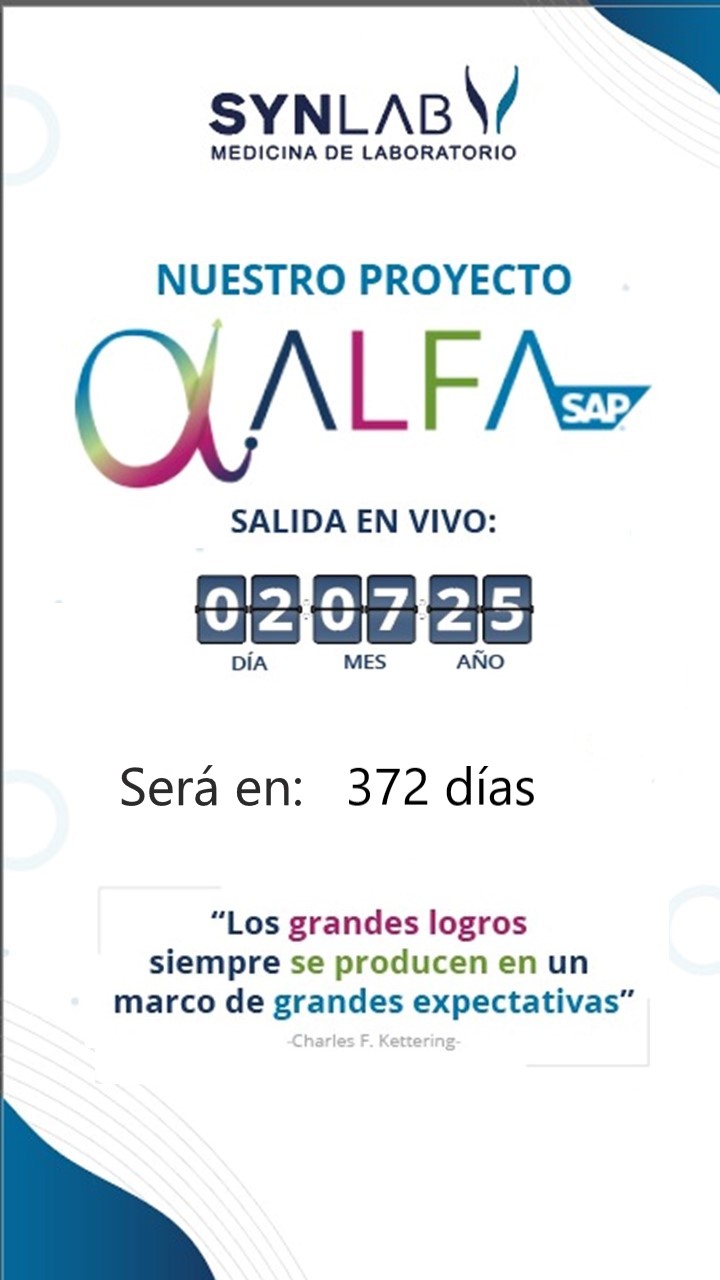 SYNLAB
MEDICINA DE LABORATORIO
NUESTRO PROYECTO
ALFA
SAP
SALIDA EN VIVO:
02 07 25
DÍA MES AÑO
Será en: 372 días
“Los grandes logros
siempre se producen en un
marco de grandes expectativas”
-Charles F. Kettering-